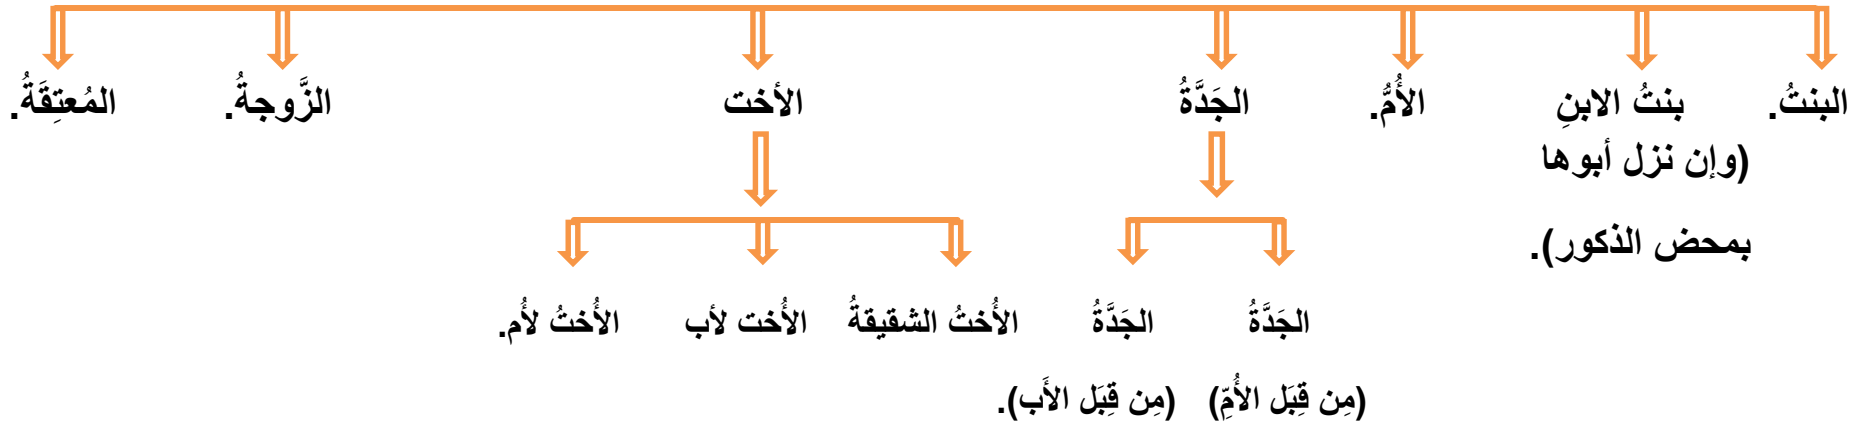 البنتُ. بنتُ الابنِ الأُمُّ. الجَدَّةُ الأخت الزَّوجةُ. المُعتِقَةُ.
(وإن نزل أبوها
بمحض الذكور).
الجَدَّةُ الجَدَّةُ الأُختُ الشقيقةُ الأُخت لأب الأُختُ لأُم.
(مِن قِبَل الأُمِّ) (مِن قِبَل الأَب).